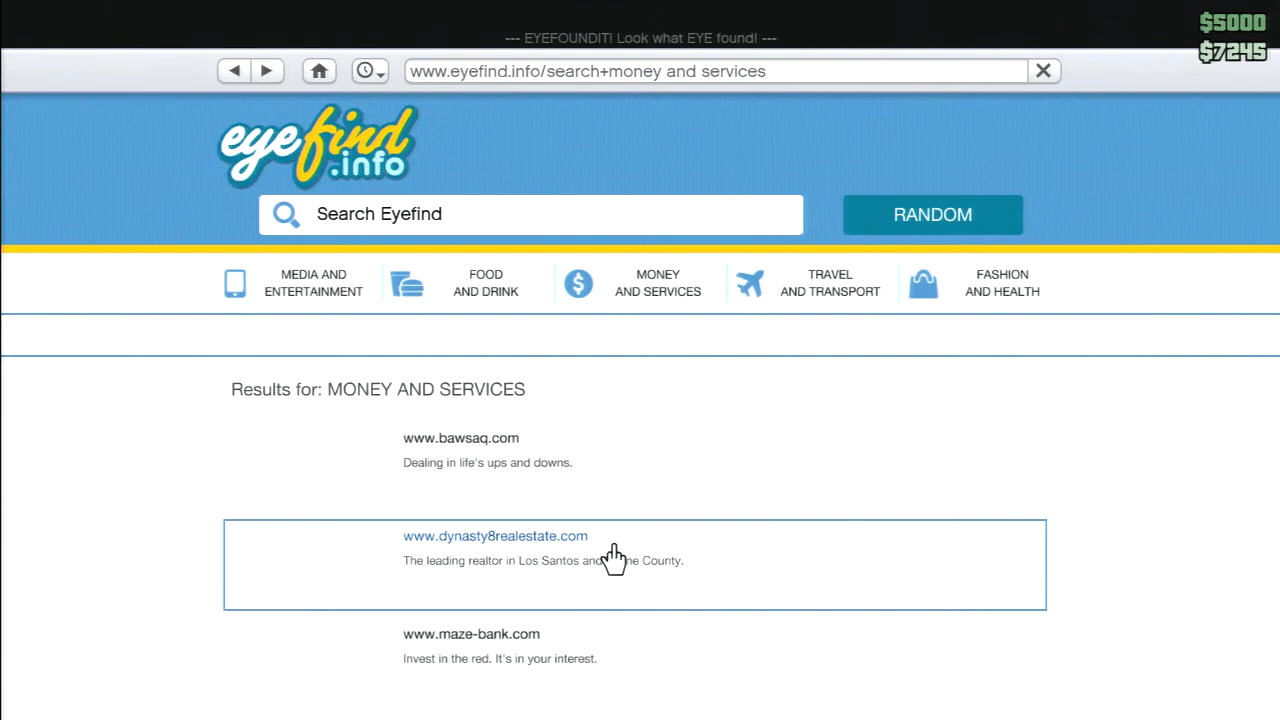 $5000
--- EYEFOUNDIT! Look what EYE found! ---
$7245
www.eyefind.info/search+money and services
eyefind
.info
Search Eyefind
RANDOM
MEDIA AND
ENTERTAINMENT
FOOD
AND DRINK
MONEY
AND SERVICES
TRAVEL
AND TRANSPORT
FASHION
AND HEALTH
Results for: MONEY AND SERVICES
www.bawsaq.com
Dealing in life's ups and downs.
www.dynasty8realestate.com
The leading realtor in Los Santos and County.
www.maze-bank.com
Invest in the red. It's in your interest.